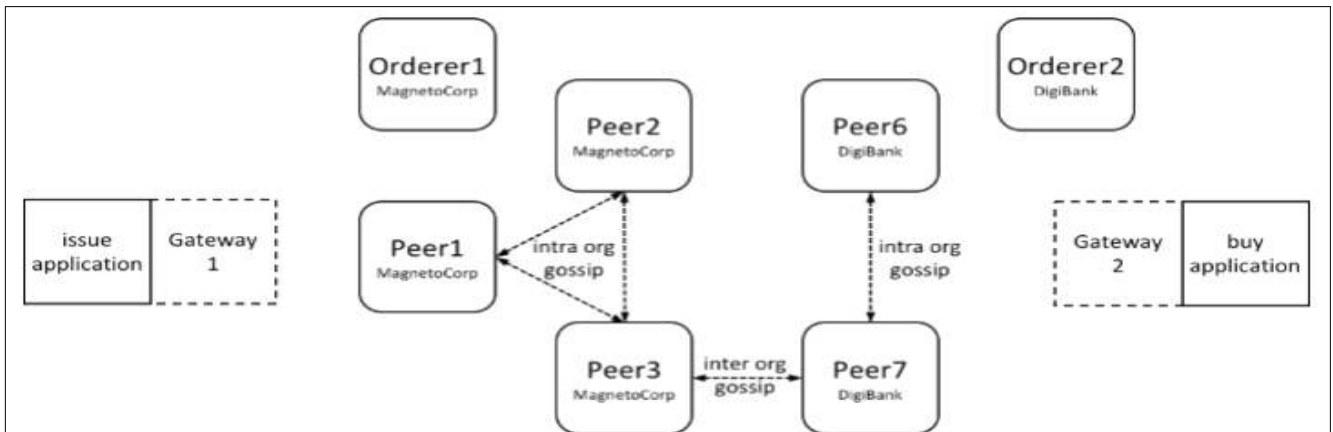 Orderer1
MagnetoCorp
Orderer2
DigiBank
Peer2
MagnetoCorp
Peer6
DigiBank
issue
application
Gateway
1
Peer1
MagnetoCorp
intra org
gossip
intra org
gossip
Gateway
2
buy
application
Peer3
MagnetoCorp
inter org
gossip
Peer7
DigiBank